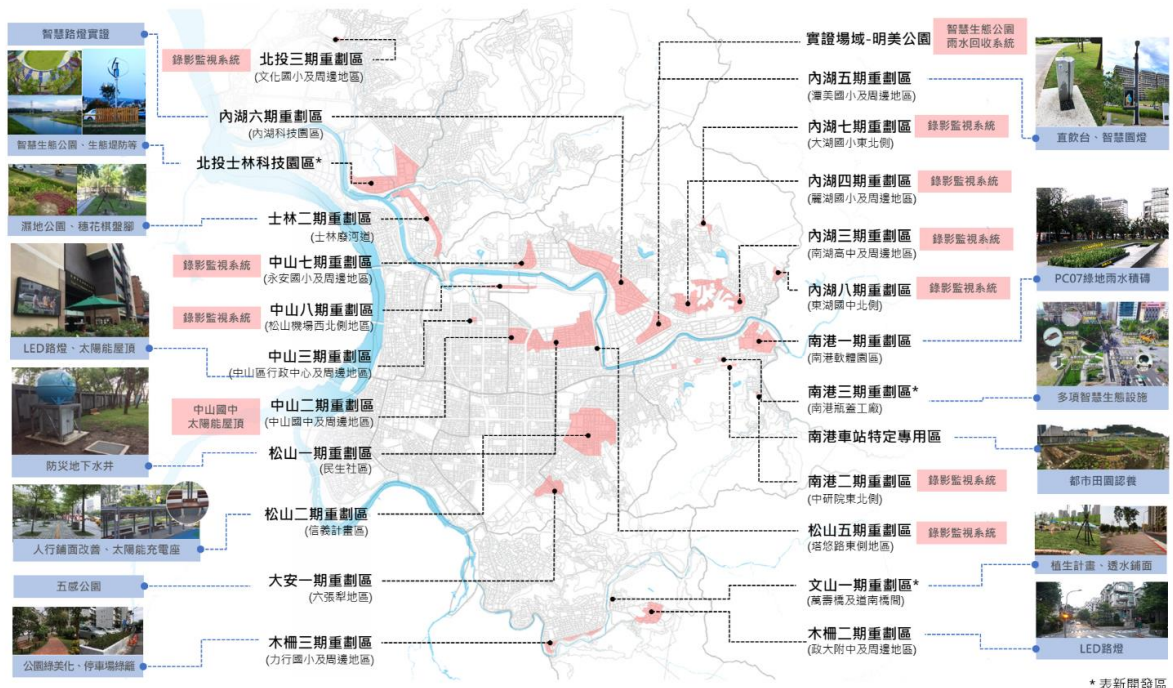 智慧路燈實證
智慧生態公園、生態堤防等
濕地公園、穗花棋盤腳
LED路燈、太陽能屋頂
防災地下水井
人行鋪面改善、太陽能充電座
五感公園
公園綠美化、停車場綠籬
錄影監視系統
北投三期重劃區
(文化國小及周邊地區)
內湖六期重劃區
(內湖科技園區)
北投士林科技園區*
士林二期重劃區
(士林廢河道)
錄影監視系統
中山七期重劃區
(永安國小及周邊地區)
錄影監視系統
中山八期重劃區
(松山機場西北側地區)
中山三期重劃區
(中山區行政中心及周邊地區)
中山國中
太陽能屋頂
中山二期重劃區
(中山國中及周邊地區)
松山一期重劃區
(民生社區)
松山二期重劃區
(信義計畫區)
大安一期重劃區
(六張犁地區)
木柵三期重劃區
(力行國小及周邊地區)
實證場域-明美公園
智慧生態公園
雨水回收系統
內湖五期重劃區
(潭美國小及周邊地區)
內湖七期重劃區
錄影監視系統
(大湖國小東北側)
內湖四期重劃區
錄影監視系統
(麗湖國小及周邊地區)
內湖三期重劃區
錄影監視系統
(南湖高中及周邊地區)
內湖八期重劃區
錄影監視系統
(東湖國中北側)
南港一期重劃區
(南港軟體園區)
南港三期重劃區*
(南港瓶蓋工廠)
南港車站特定專用區
南港二期重劃區
錄影監視系統
(中研院東北側)
松山五期重劃區
錄影監視系統
(塔悠路東側地區)
文山一期重劃區*
(萬壽橋及道南橋間)
木柵二期重劃區
(政大附中及周邊地區)
直飲台、智慧園燈
PC07綠地雨水積磚
多項智慧生態設施
都市田園認養
植生計畫、透水鋪面
LED路燈
* 表新開發區